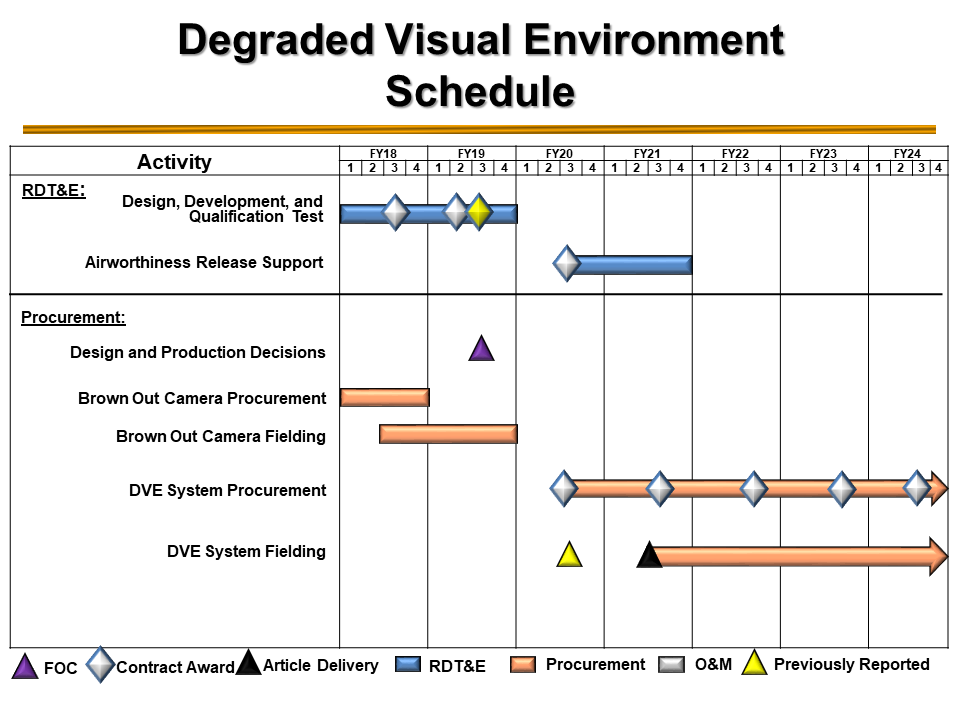 Degraded Visual Environment
Schedule
Activity
FY18 FY19 FY20 FY21 FY22 FY23 FY24
1 2 3 4 1 2 3 4 1 2 3 4 1 2 3 4 1 2 3 4 1 2 3 4 1 2 3 4
RDT&E:
Design, Development, and
Qualification Test
Airworthiness Release Support
Procurement:
Design and Production Decisions
Brown Out Camera Procurement
Brown Out Camera Fielding
DVE System Procurement
DVE System Fielding
FOC Contract Award Article Delivery RDT&E Procurement O&M Previously Reported